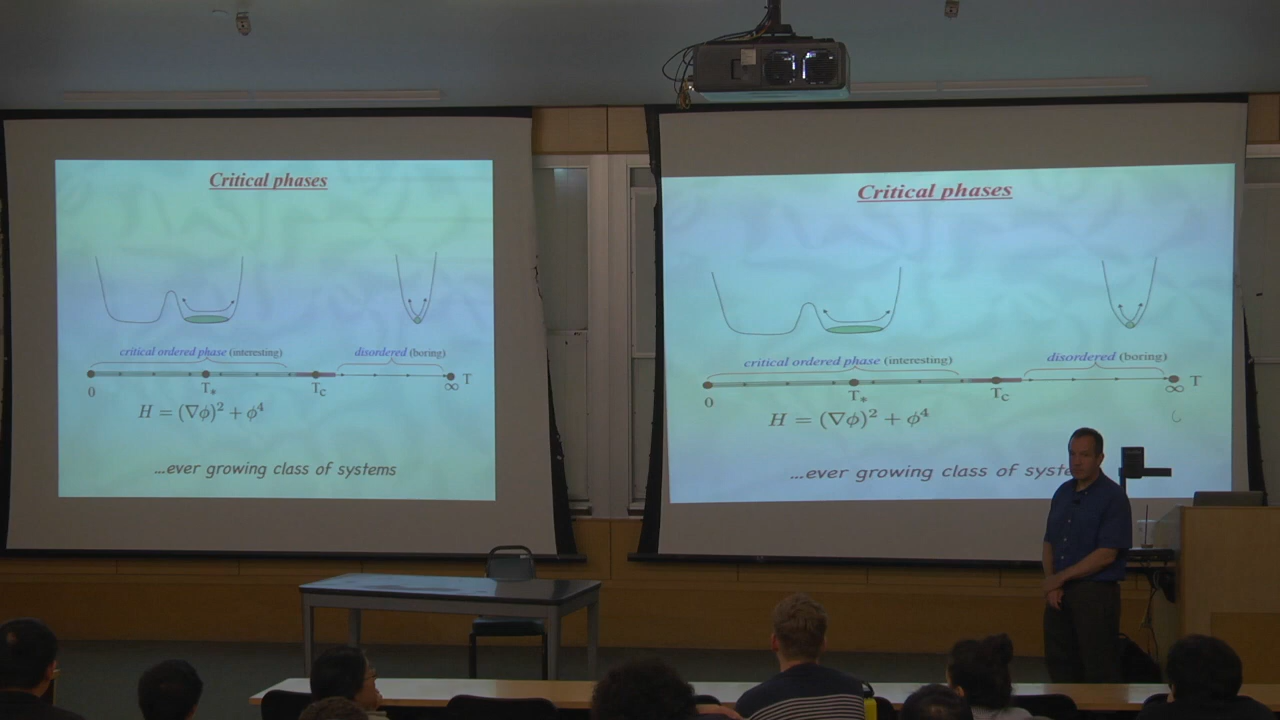 Critical phases
critical ordered phase (interesting) disordered (boring)
0 T* Tc ∞ T
H = (∇ϕ)² + ϕ⁴
...ever growing class of systems
Critical phases
critical ordered phase (interesting) disordered (boring)
0 T* Tc ∞ T
H = (∇ϕ)² + ϕ⁴
...ever growing class of syste